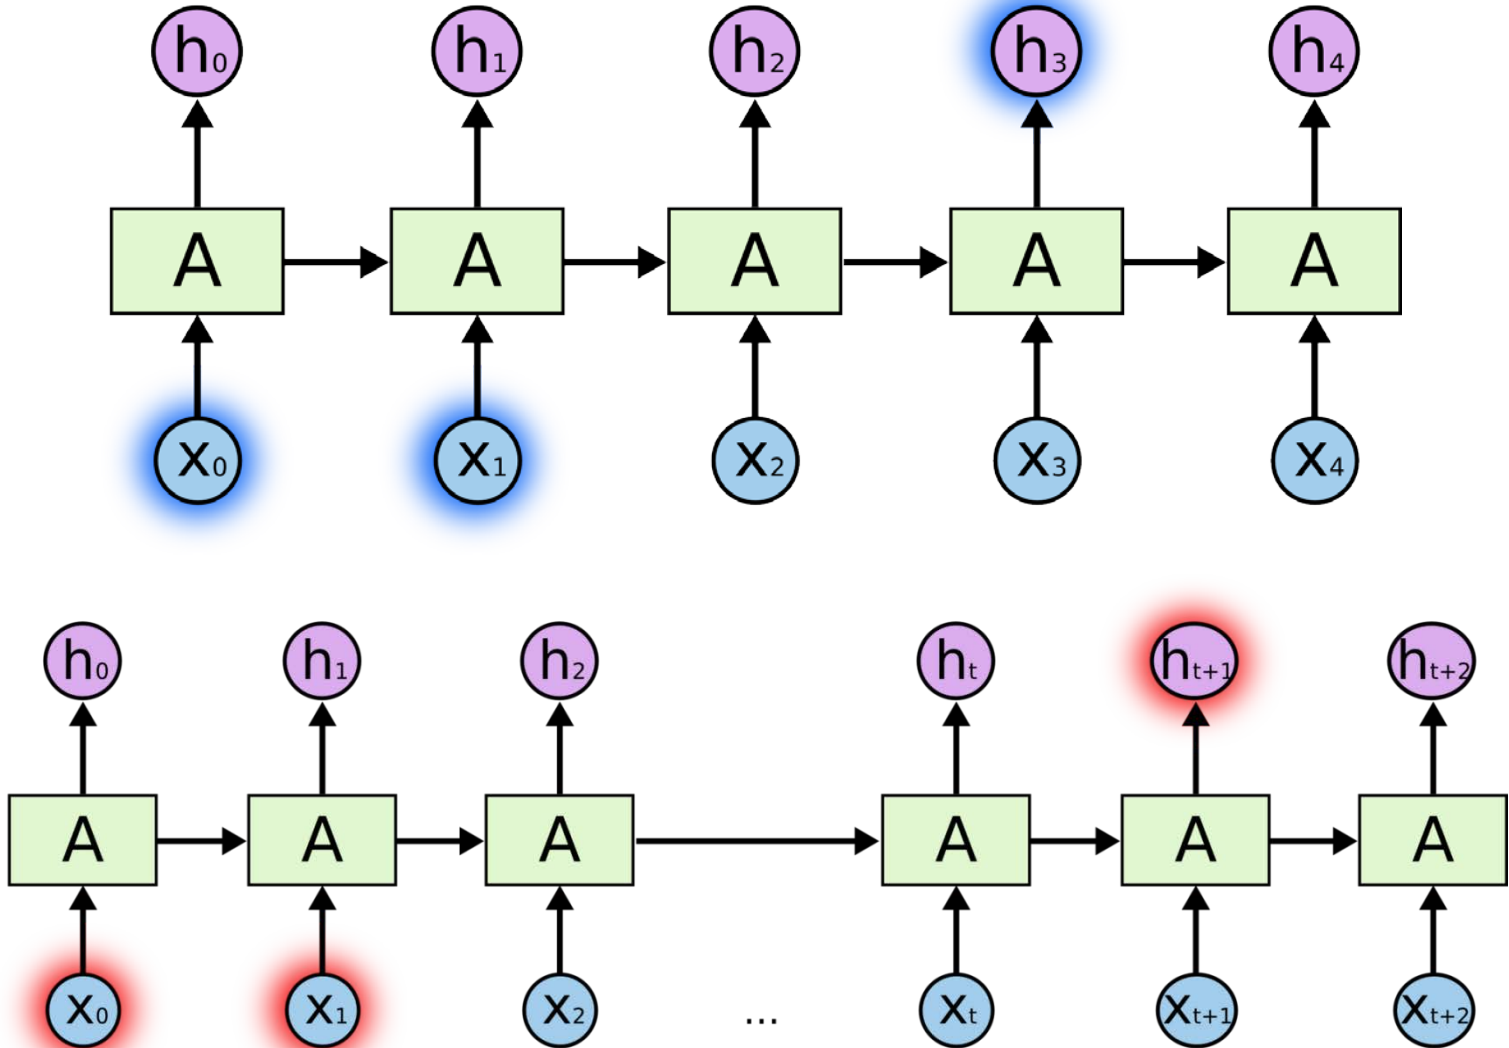 h₀ h₁ h₂ h₃ h₄
A A A A A
x₀ x₁ x₂ x₃ x₄
h₀ h₁ h₂ hₜ hₜ₊₁ hₜ₊₂
A A A A A A
x₀ x₁ x₂ ... xₜ xₜ₊₁ xₜ₊₂